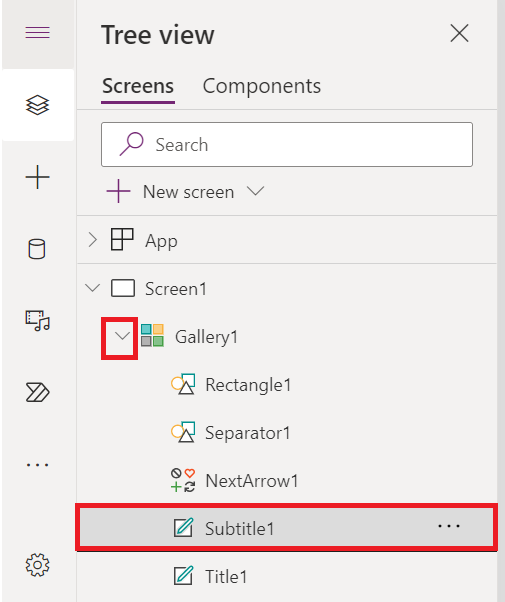 Tree view
Screens Components
Search
New screen
App
Screen1
Gallery1
Rectangle1
Separator1
NextArrow1
Subtitle1
Title1